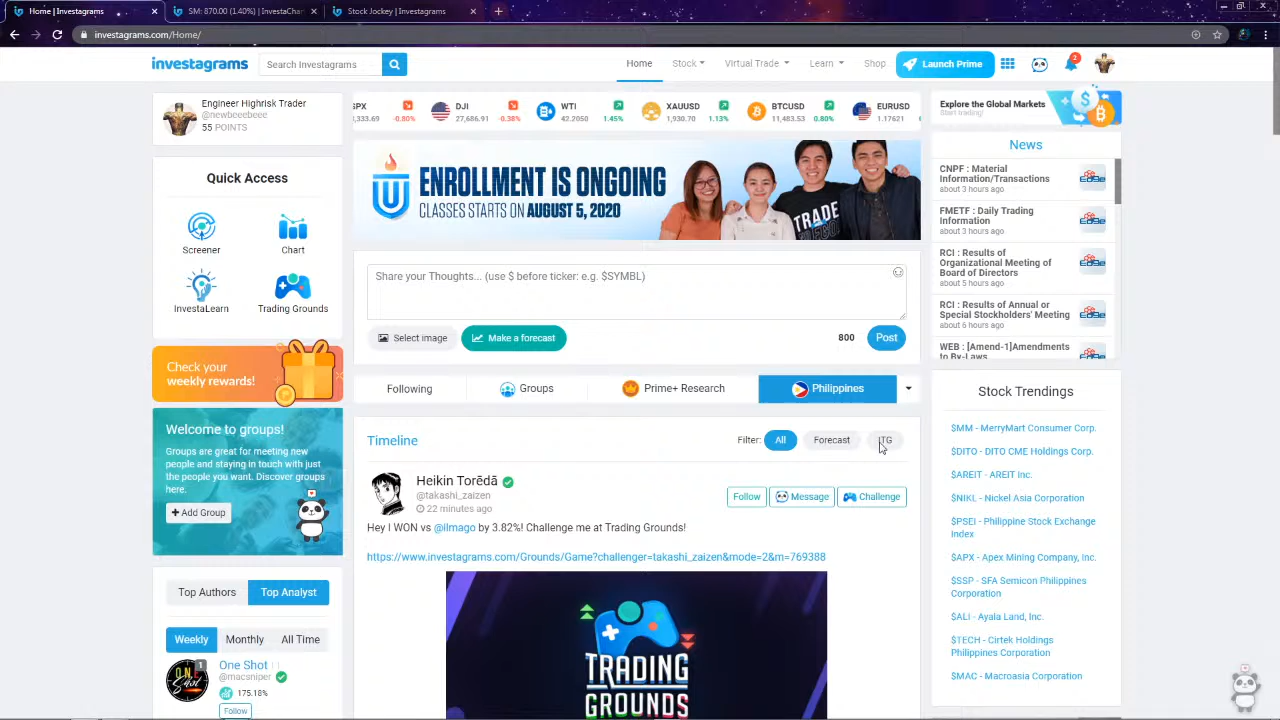 Home | Investagrams
SM: 870.00 (1.40%) | InvestaChar
Stock Jockey | Investagrams
investagrams.com/Home/
investagrams
Search Investagrams
Home
Stock
Virtual Trade
Learn
Shop
Launch Prime
2
Engineer Highrisk Trader
@newbeebeee
55 POINTS
SPX
3,333.69
-0.80%
DJI
27,686.91
-0.38%
WTI
42.2050
1.45%
XAUUSD
1,930.70
1.13%
BTCUSD
11,483.53
0.80%
EURUSD
1.17621
Explore the Global Markets
Start trading!
Quick Access
Screener
Chart
InvestaLearn
Trading Grounds
ENROLLMENT IS ONGOING
CLASSES STARTS ON AUGUST 5, 2020
TRADE
News
CNPF : Material
Information/Transactions
about 3 hours ago
FMETF : Daily Trading
Information
about 3 hours ago
RCI : Results of
Organizational Meeting of
Board of Directors
about 5 hours ago
RCI : Results of Annual or
Special Stockholders' Meeting
about 6 hours ago
WEB : [Amend-1]Amendments
to By-Laws
Share your Thoughts... (use $ before ticker: e.g. $SYMBL)
Select image
Make a forecast
800
Post
Check your
weekly rewards!
Following
Groups
Prime+ Research
Philippines
Welcome to groups!
Groups are great for meeting new
people and staying in touch with just
the people you want. Discover groups
here.
Add Group
Timeline
Filter:
All
Forecast
ITG
Heikin Torēdā
@takashi_zaizen
22 minutes ago
Follow
Message
Challenge
Hey I WON vs @ilmago by 3.82%! Challenge me at Trading Grounds!
https://www.investagrams.com/Grounds/Game?challenger=takashi_zaizen&mode=2&m=769388
TRADING
GROUNDS
Top Authors
Top Analyst
Weekly
Monthly
All Time
1
One Shot
@macsniper
175.18%
Follow
Stock Trendings
$MM - MerryMart Consumer Corp.
$DITO - DITO CME Holdings Corp.
$AREIT - AREIT Inc.
$NIKL - Nickel Asia Corporation
$PSEI - Philippine Stock Exchange
Index
$APX - Apex Mining Company, Inc.
$SSP - SFA Semicon Philippines
Corporation
$ALI - Ayala Land, Inc.
$TECH - Cirtek Holdings
Philippines Corporation
$MAC - Macroasia Corporation